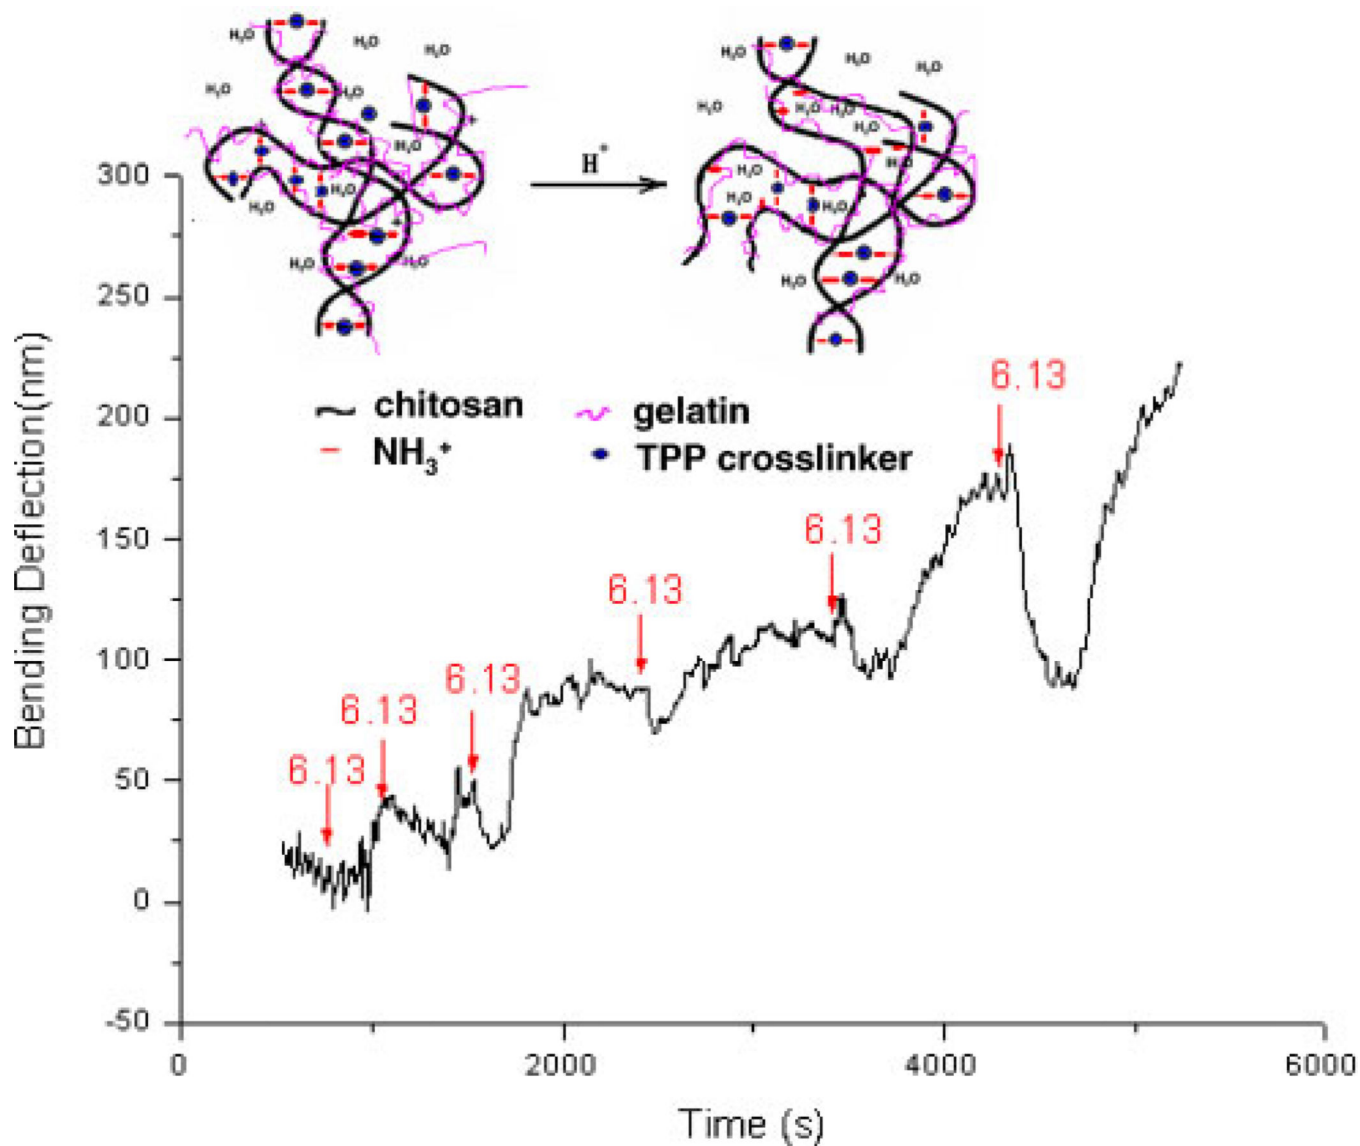 H₂O H₂O H₂O
H₂O H₂O
H₂O
H₂O
H₂O
H₂O H₂O
H⁺
H₂O H₂O H₂O
H₂O H₂O H₂O
H₂O
H₂O H₂O
H₂O H₂O
H₂O H₂O
300
250
200
150
100
50
0
-50
Bending Deflection(nm)
chitosan gelatin
NH₃⁺ TPP crosslinker
6.13
6.13
6.13
6.13
6.13
6.13
0 2000 4000 6000
Time (s)